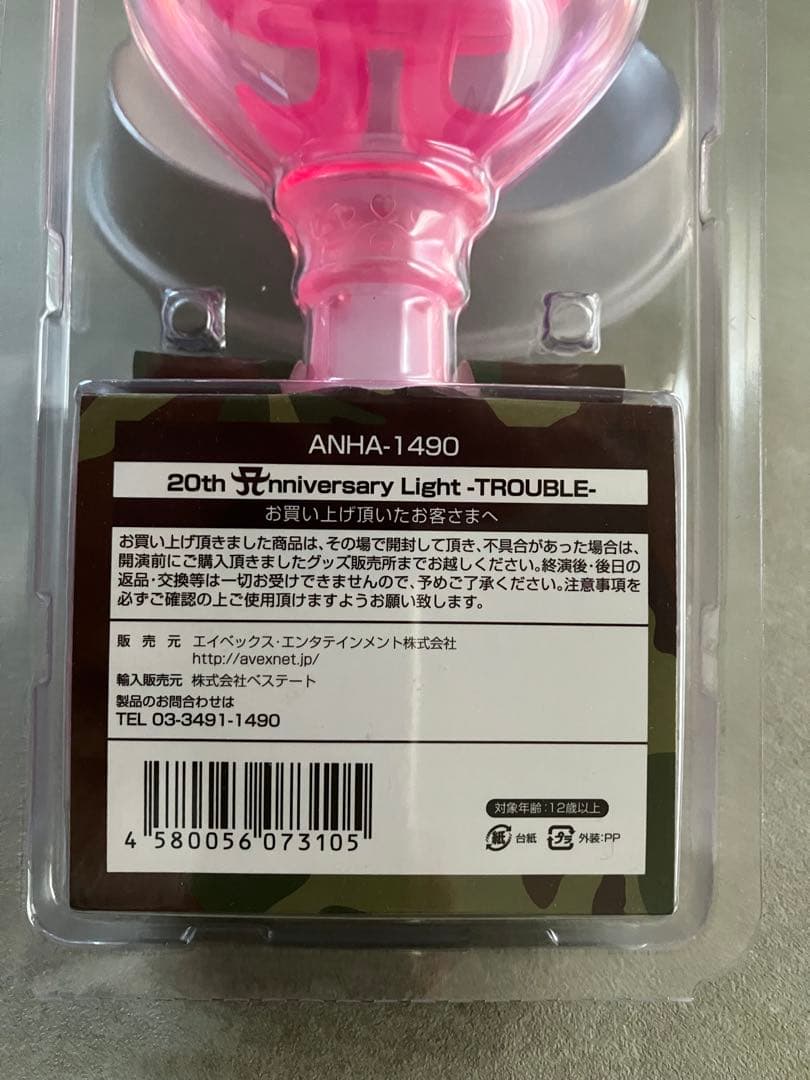 ANHA-1490
20th Anniversary Light -TROUBLE-
お買い上げ頂いたお客さまへ
お買い上げ頂きました商品は、その場で開封して頂き、不具合があった場合は、
開演前にご購入頂きましたグッズ販売所までお越しください。終演後・後日の
返品・交換等は一切お受けできませんので、予めご了承ください。注意事項を
必ずご確認の上ご使用頂けますようお願い致します。
販売元 エイベックス・エンタテインメント株式会社
http://avexnet.jp/
輸入販売元 株式会社ベステート
製品のお問合わせは
TEL 03-3491-1490
対象年齢:12歳以上
紙 台紙 プラ 外装:PP
4 580056 073105